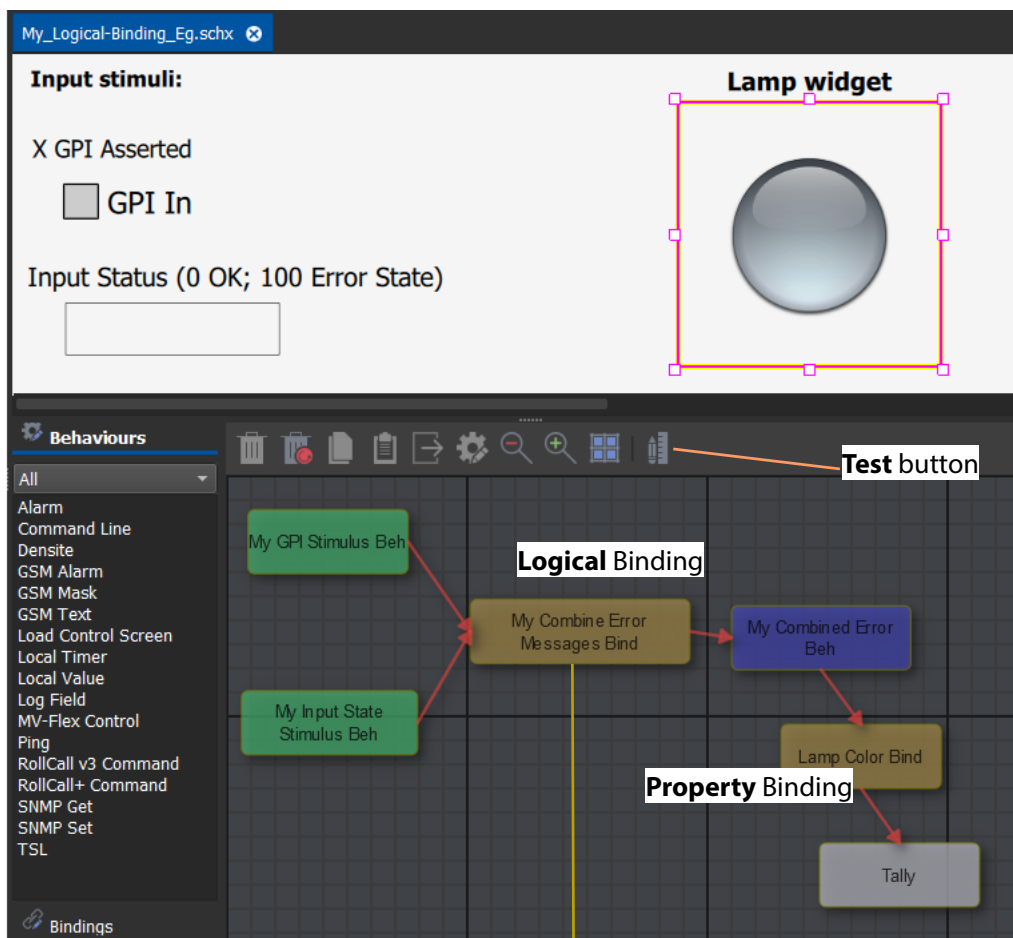 My_Logical-Binding_Eg.schx
Input stimuli:
Lamp widget
X GPI Asserted
GPI In
Input Status (0 OK; 100 Error State)
Behaviours
Test button
All
Alarm
Command Line
Densite
GSM Alarm
GSM Mask
GSM Text
Load Control Screen
Local Timer
Local Value
Log Field
MV-Flex Control
Ping
RollCall v3 Command
RollCall+ Command
SNMP Get
SNMP Set
TSL
Bindings
My GPI Stimulus Beh
Logical Binding
My Combine Error
Messages Bind
My Combined Error
Beh
My Input State
Stimulus Beh
Lamp Color Bind
Property Binding
Tally